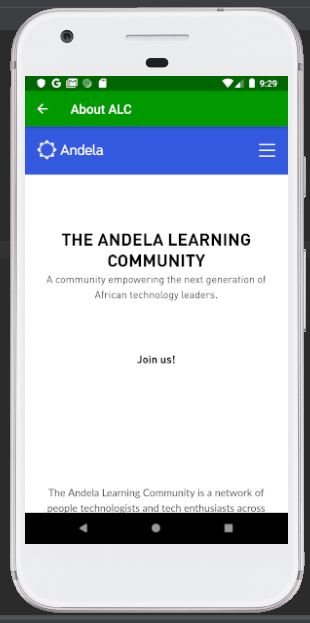 9:29
About ALC
Andela
THE ANDELA LEARNING
COMMUNITY
A community empowering the next generation of
African technology leaders.
Join us!
The Andela Learning Community is a network of
people technologists and tech enthusiasts across